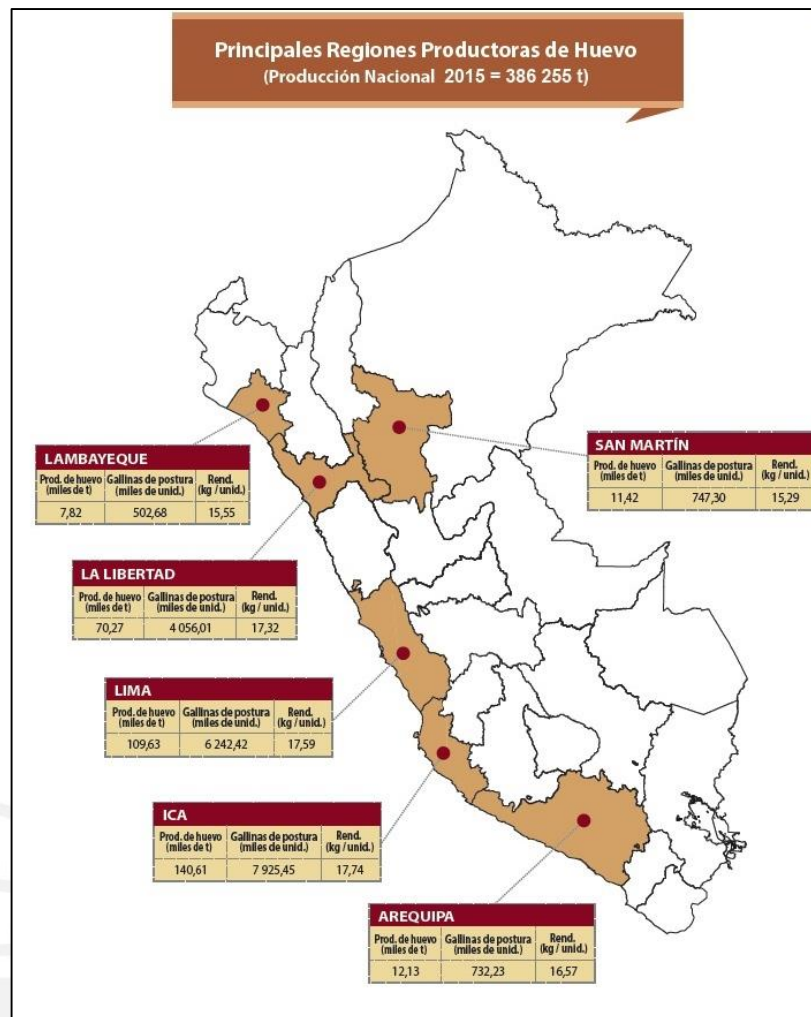 Principales Regiones Productoras de Huevo
(Producción Nacional 2015 = 386 255 t)
LAMBAYEQUE
Prod. de huevo (miles de t) Gallinas de postura (miles de unid.) Rend. (kg / unid.)
7,82 502,68 15,55
SAN MARTÍN
Prod. de huevo (miles de t) Gallinas de postura (miles de unid.) Rend. (kg / unid.)
11,42 747,30 15,29
LA LIBERTAD
Prod. de huevo (miles de t) Gallinas de postura (miles de unid.) Rend. (kg / unid.)
70,27 4 056,01 17,32
LIMA
Prod. de huevo (miles de t) Gallinas de postura (miles de unid.) Rend. (kg / unid.)
109,63 6 242,42 17,59
ICA
Prod. de huevo (miles de t) Gallinas de postura (miles de unid.) Rend. (kg / unid.)
140,61 7 925,45 17,74
AREQUIPA
Prod. de huevo (miles de t) Gallinas de postura (miles de unid.) Rend. (kg / unid.)
12,13 732,23 16,57